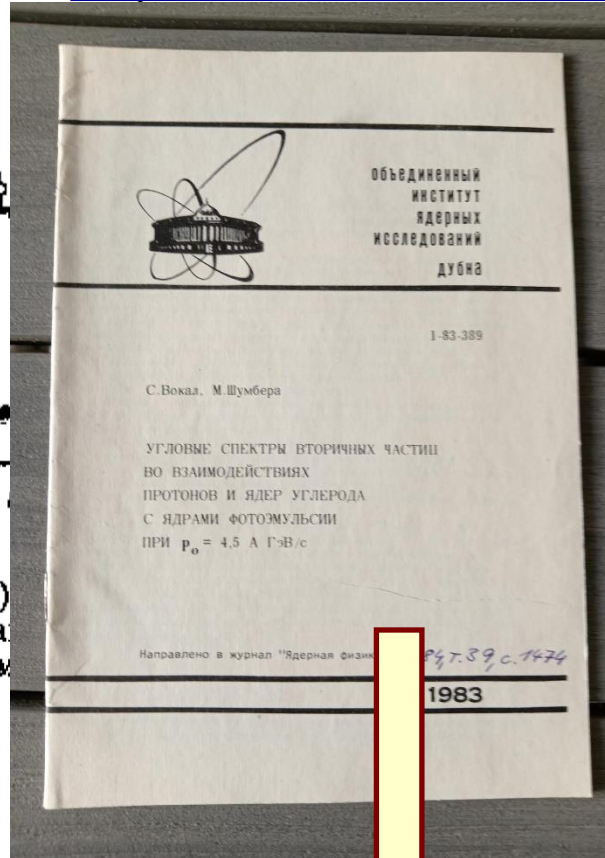 объединенный
институт
ядерных
исследований
дубна
1-83-389
С.Вокал, М.Шумбера
УГЛОВЫЕ СПЕКТРЫ ВТОРИЧНЫХ ЧАСТИЦ
ВО ВЗАИМОДЕЙСТВИЯХ
ПРОТОНОВ И ЯДЕР УГЛЕРОДА
С ЯДРАМИ ФОТОЭМУЛЬСИИ
ПРИ p₀ = 4,5 А ГэВ/с
Направлено в журнал "Ядерная физик 84, т.39, с.1474
1983